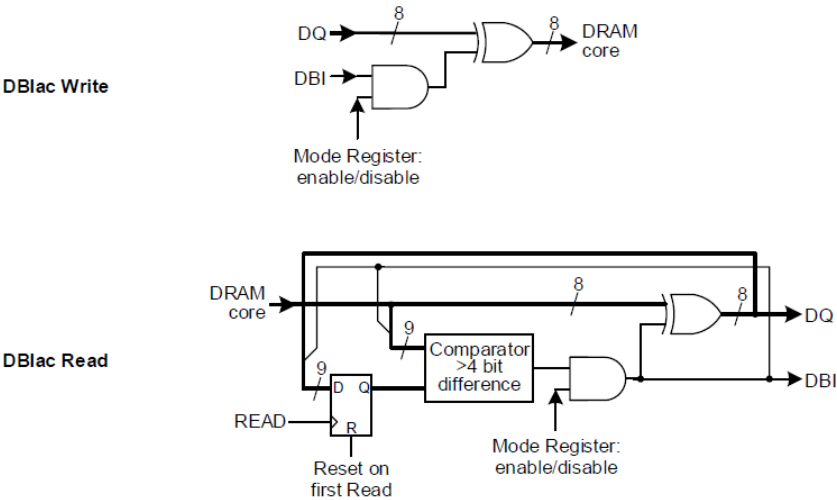 DQ
8
8
DRAM
core
DBI
DBIac Write
Mode Register:
enable/disable
DRAM
core
8
8
DQ
9
Comparator
>4 bit
difference
DBIac Read
9
D Q
DBI
READ
R
Mode Register:
enable/disable
Reset on
first Read